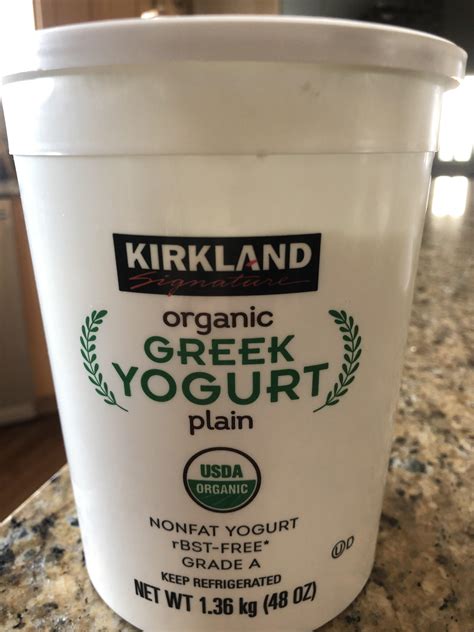 KIRKLAND
Signature
organic
GREEK
YOGURT
plain
USDA
ORGANIC
NONFAT YOGURT
rBST-FREE*
GRADE A
U D
KEEP REFRIGERATED
NET WT 1.36 kg (48 OZ)